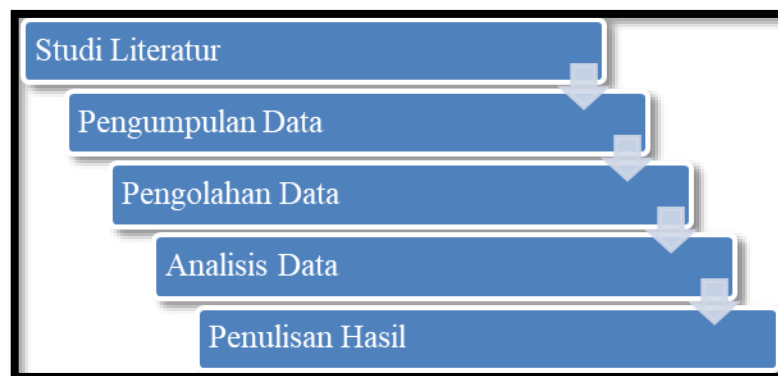 Studi Literatur
Pengumpulan Data
Pengolahan Data
Analisis Data
Penulisan Hasil